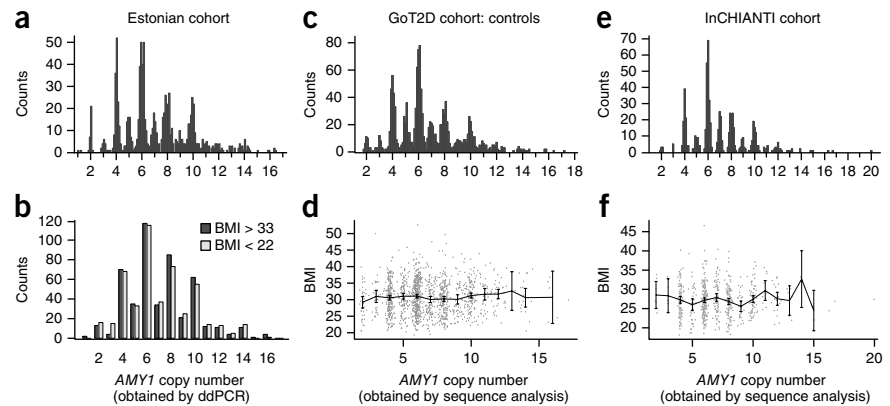 a Estonian cohort
50
40
30
20
10
0
Counts
2 4 6 8 10 12 14 16
c GoT2D cohort: controls
80
60
40
20
0
Counts
2 4 6 8 10 12 14 16 18
e InCHIANTI cohort
70
60
50
40
30
20
10
0
Counts
2 4 6 8 10 12 14 16 18 20
b
120
100
80
60
40
20
0
Counts
BMI > 33
BMI < 22
2 4 6 8 10 12 14 16
AMY1 copy number
(obtained by ddPCR)
d
50
45
40
35
30
25
20
BMI
5 10 15
AMY1 copy number
(obtained by sequence analysis)
f
45
40
35
30
25
20
BMI
5 10 15 20
AMY1 copy number
(obtained by sequence analysis)